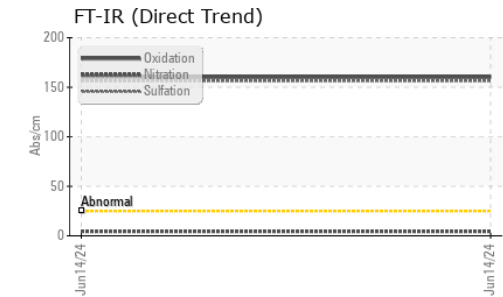 FT-IR (Direct Trend)
200
Oxidation
Nitration
Sulfation
150
100
50
0
Abs/cm
Abnormal
Jun14/24
Jun14/24